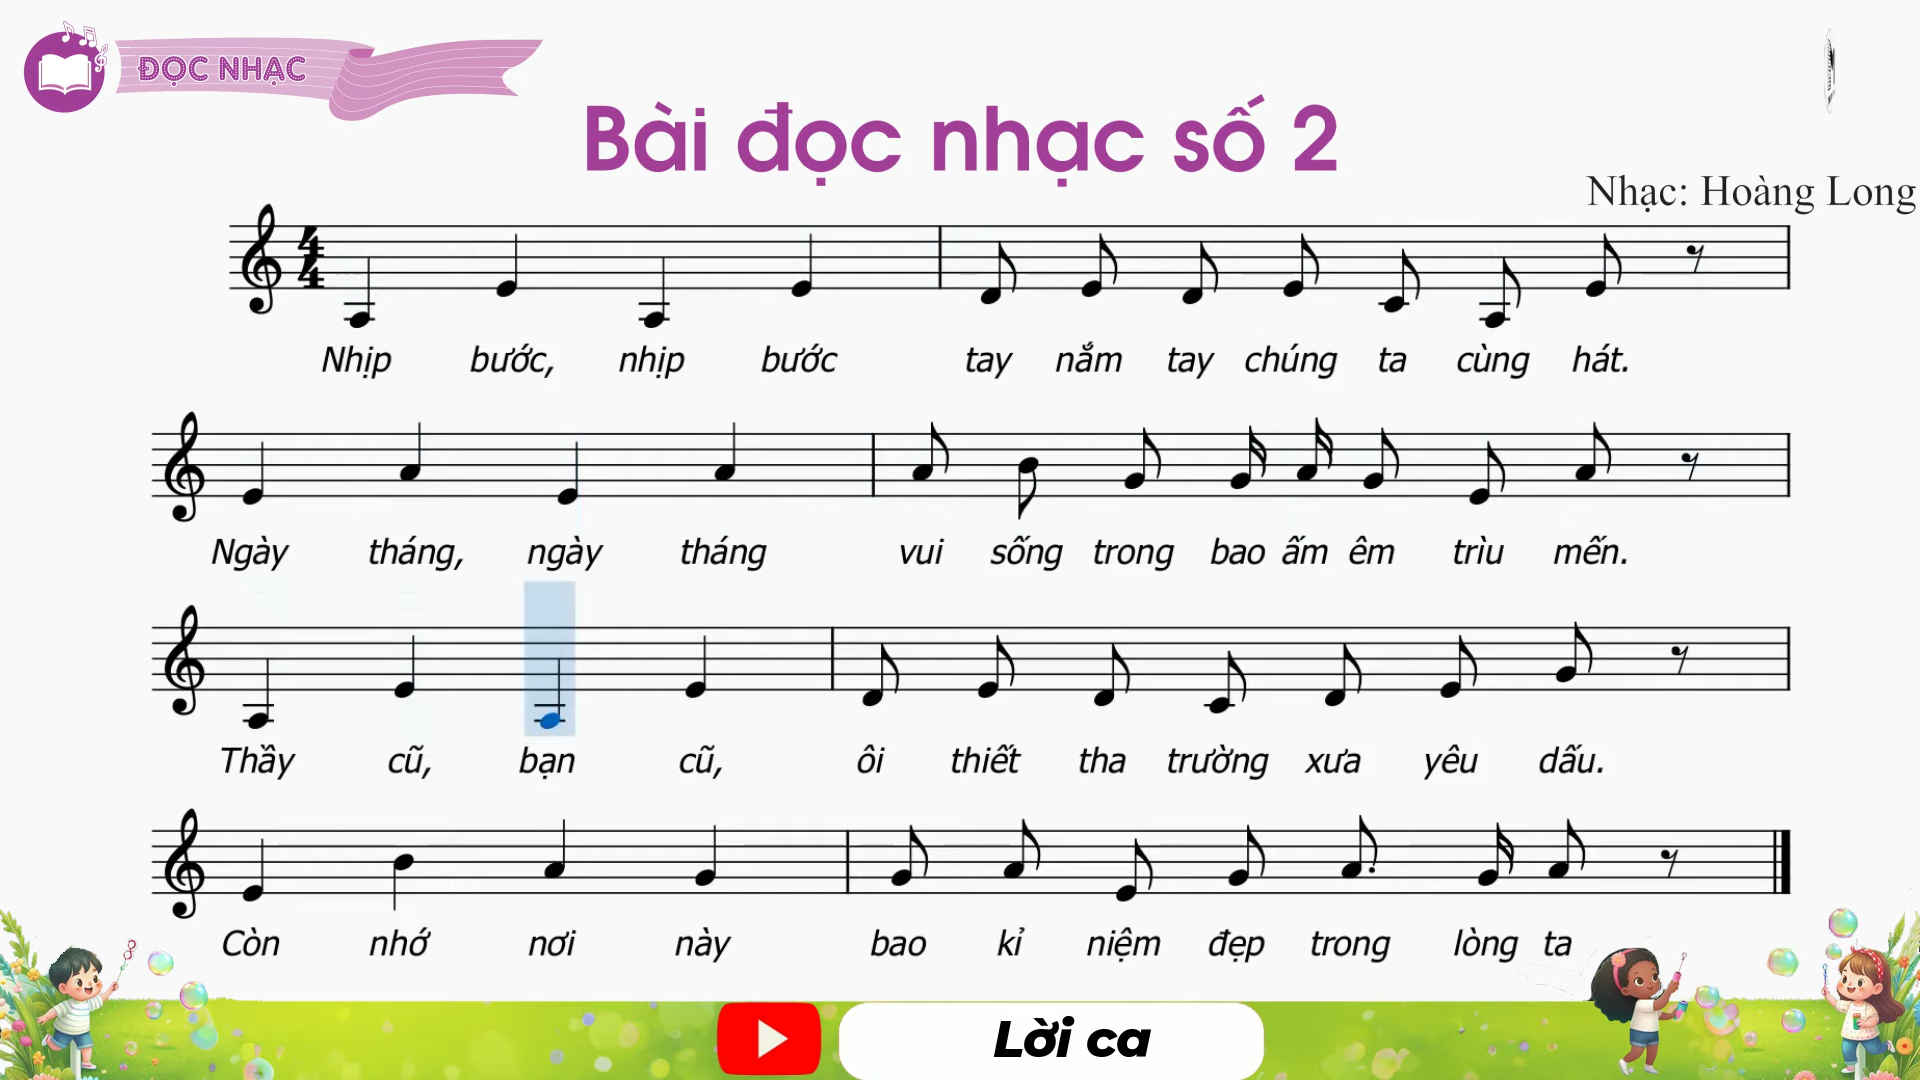 ĐỌC NHẠC
Bài đọc nhạc số 2
Nhạc: Hoàng Long
Nhịp bước, nhịp bước tay nắm tay chúng ta cùng hát.
Ngày tháng, ngày tháng vui sống trong bao ấm êm trìu mến.
Thầy cũ, bạn cũ, ôi thiết tha trường xưa yêu dấu.
Còn nhớ nơi này bao kỉ niệm đẹp trong lòng ta
Lời ca